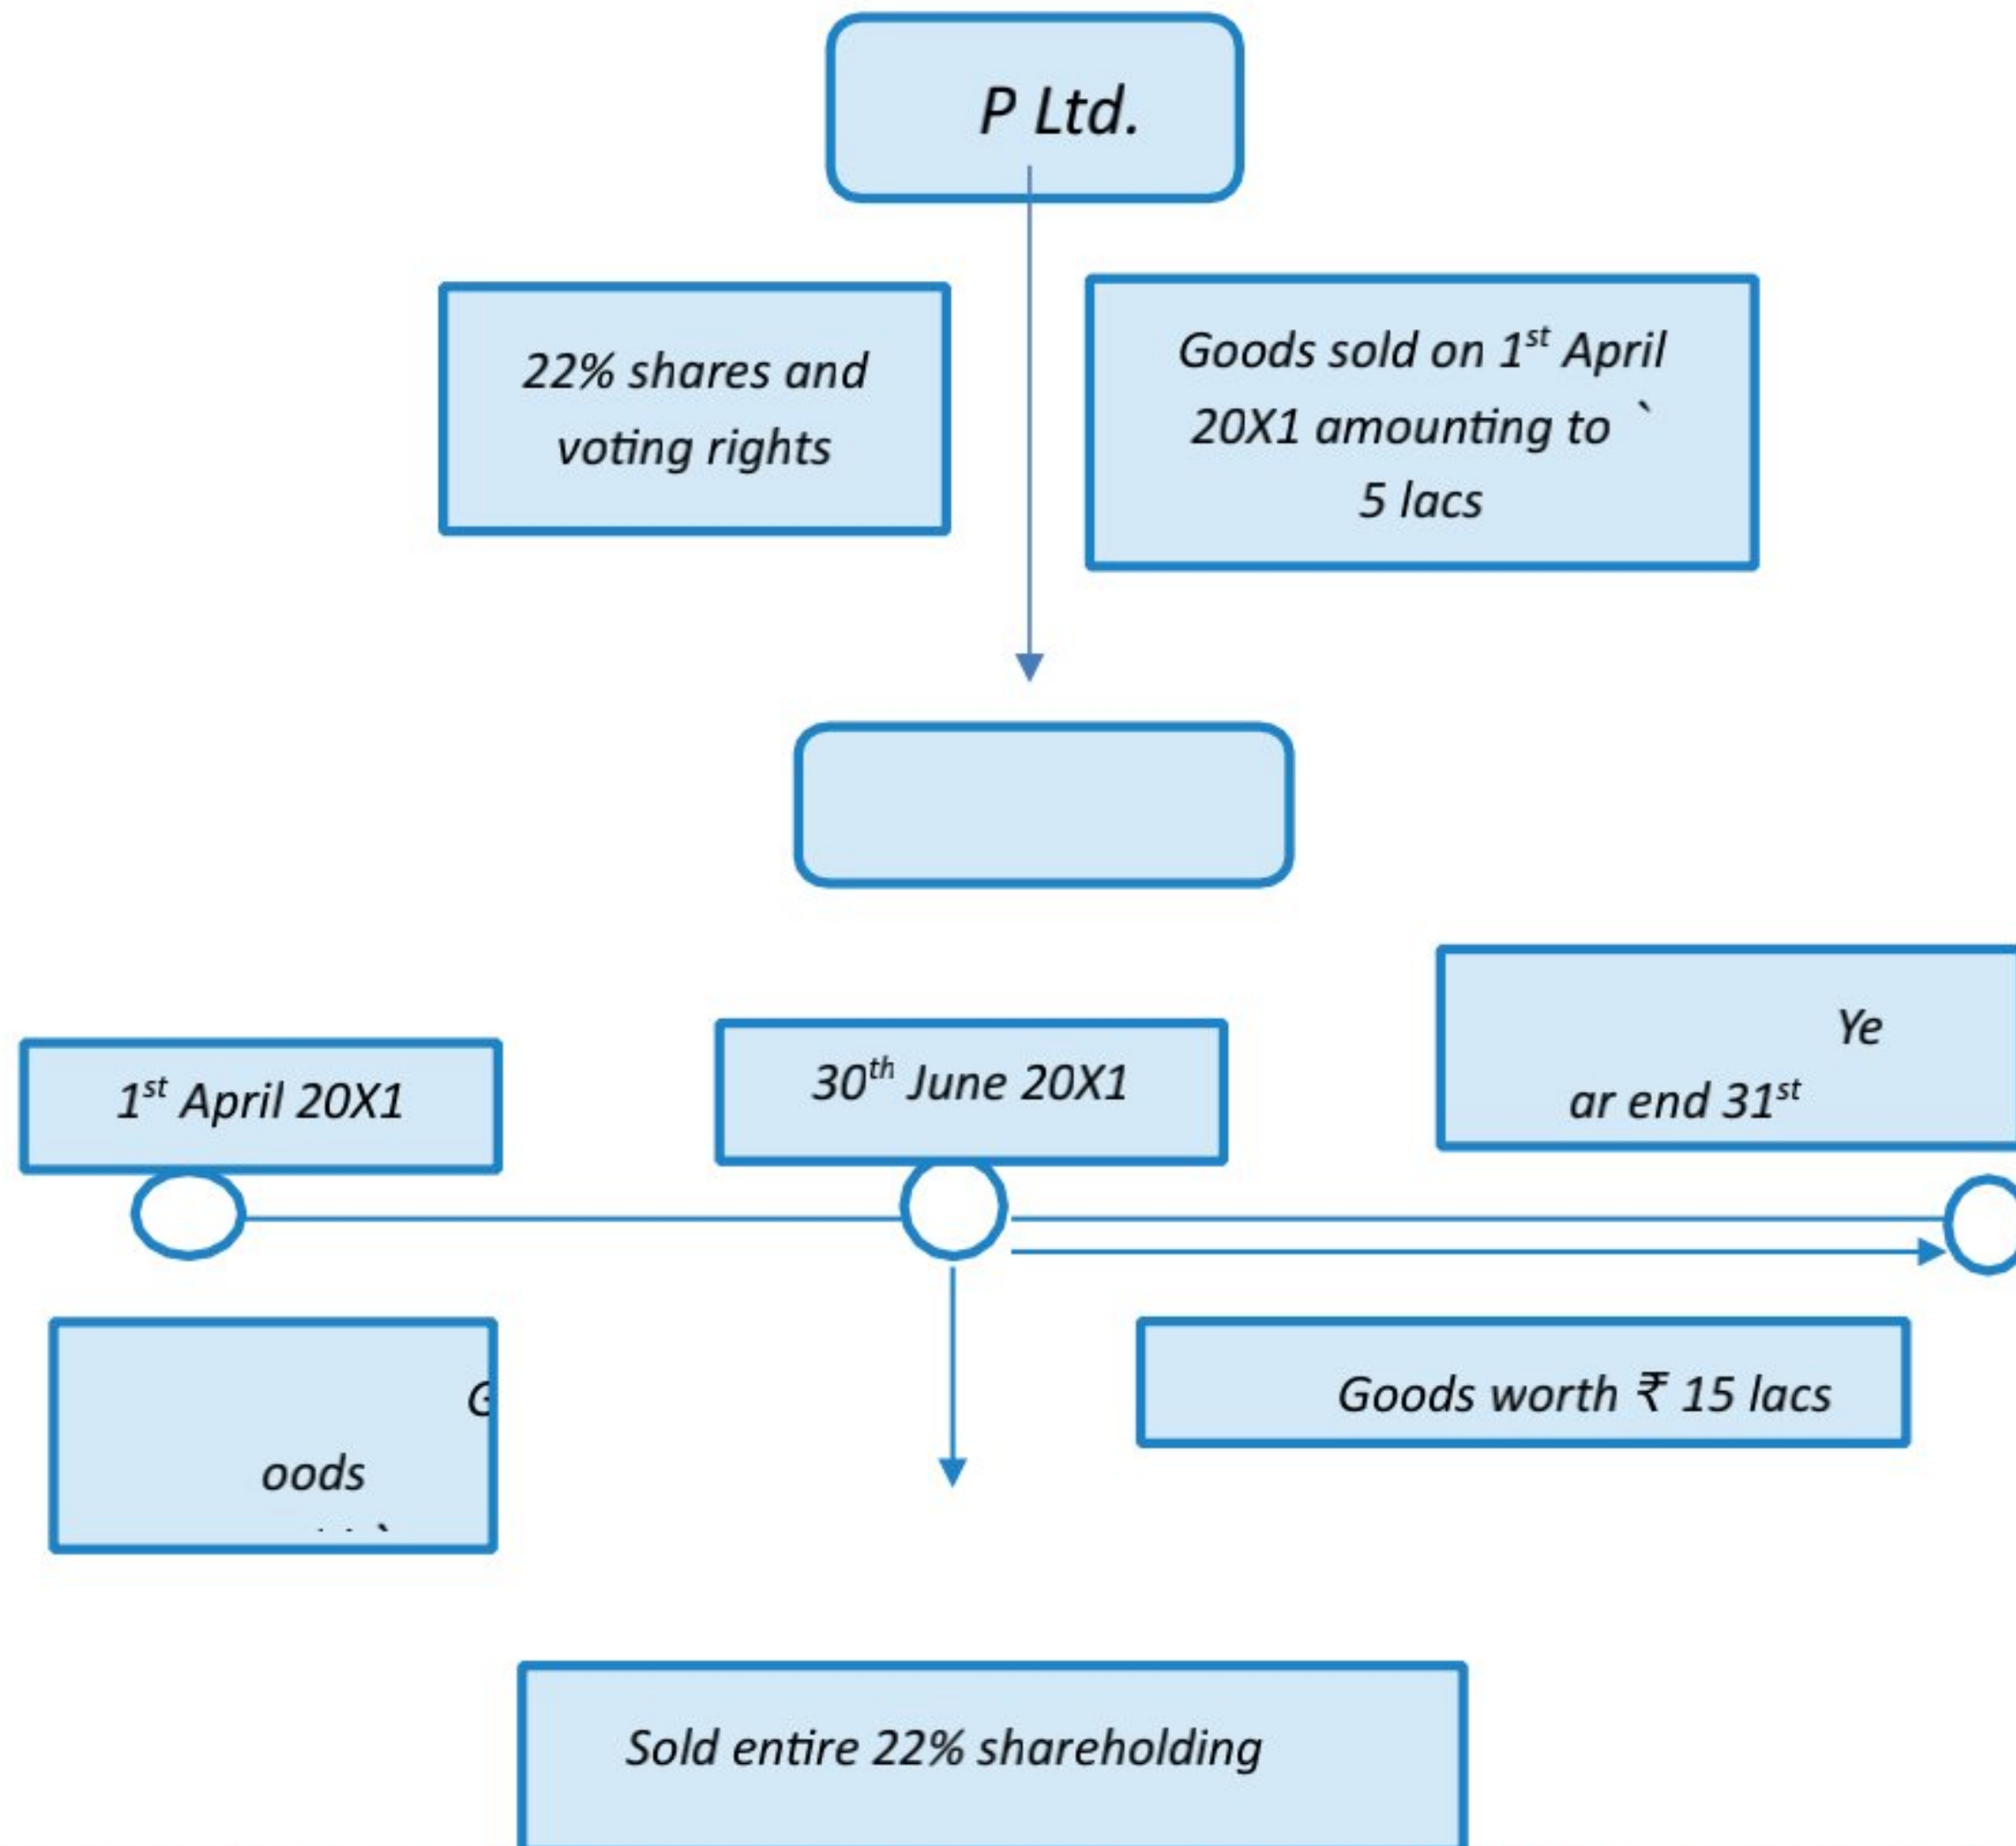 P Ltd.
22% shares and
voting rights
Goods sold on 1st April
20X1 amounting to `
5 lacs
1st April 20X1
30th June 20X1
Ye
ar end 31st
G
oods
Goods worth ₹ 15 lacs
Sold entire 22% shareholding